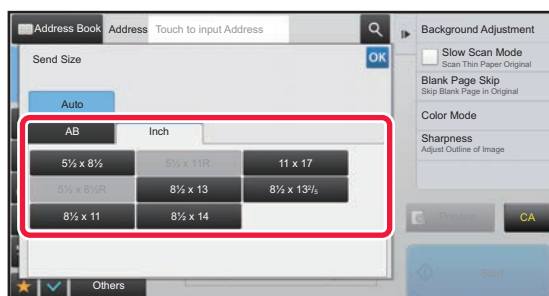 Address Book Address Touch to input Address
Send Size
OK
Auto
AB Inch
5½ x 8½ 5½ x 11R 11 x 17
5½ x 8½R 8½ x 13 8½ x 13²/₅
8½ x 11 8½ x 14
Others
Background Adjustment
Slow Scan Mode
Scan Thin Paper Original
Blank Page Skip
Skip Blank Page in Original
Color Mode
Sharpness
Adjust Outline of Image
Preview CA
Start